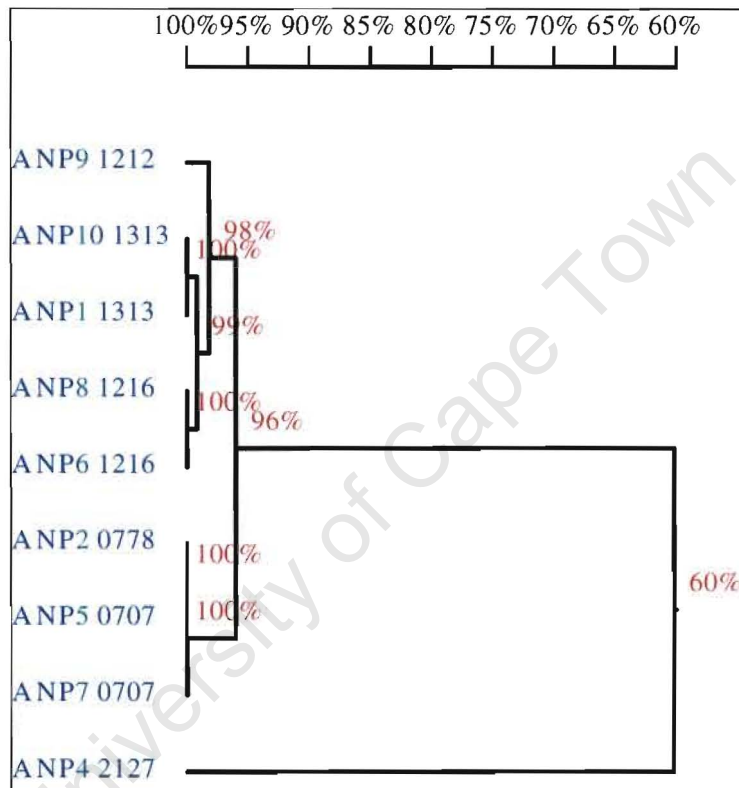 100% 95% 90% 85% 80% 75% 70% 65% 60%
ANP9 1212
98%
ANP10 1313
100%
ANP1 1313
99%
ANP8 1216
100%
96%
ANP6 1216
ANP2 0778
100%
60%
ANP5 0707
100%
ANP7 0707
ANP4 2127
University of Cape Town